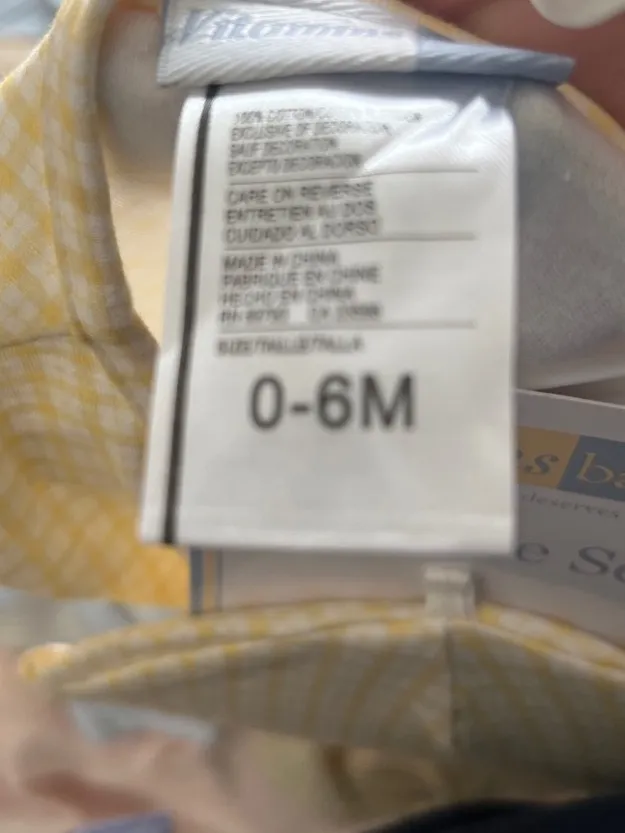 Vitamins
100% COTTON
EXCLUSIVE OF DECORATION
SAUF DECORATION
EXCEPTO DECORACION
CARE ON REVERSE
ENTRETIEN AU DOS
CUIDADO AL DORSO
MADE IN CHINA
FABRIQUE EN CHINE
HECHO EN CHINA
SIZE/TAILLE/TALLA
0-6M
deserves